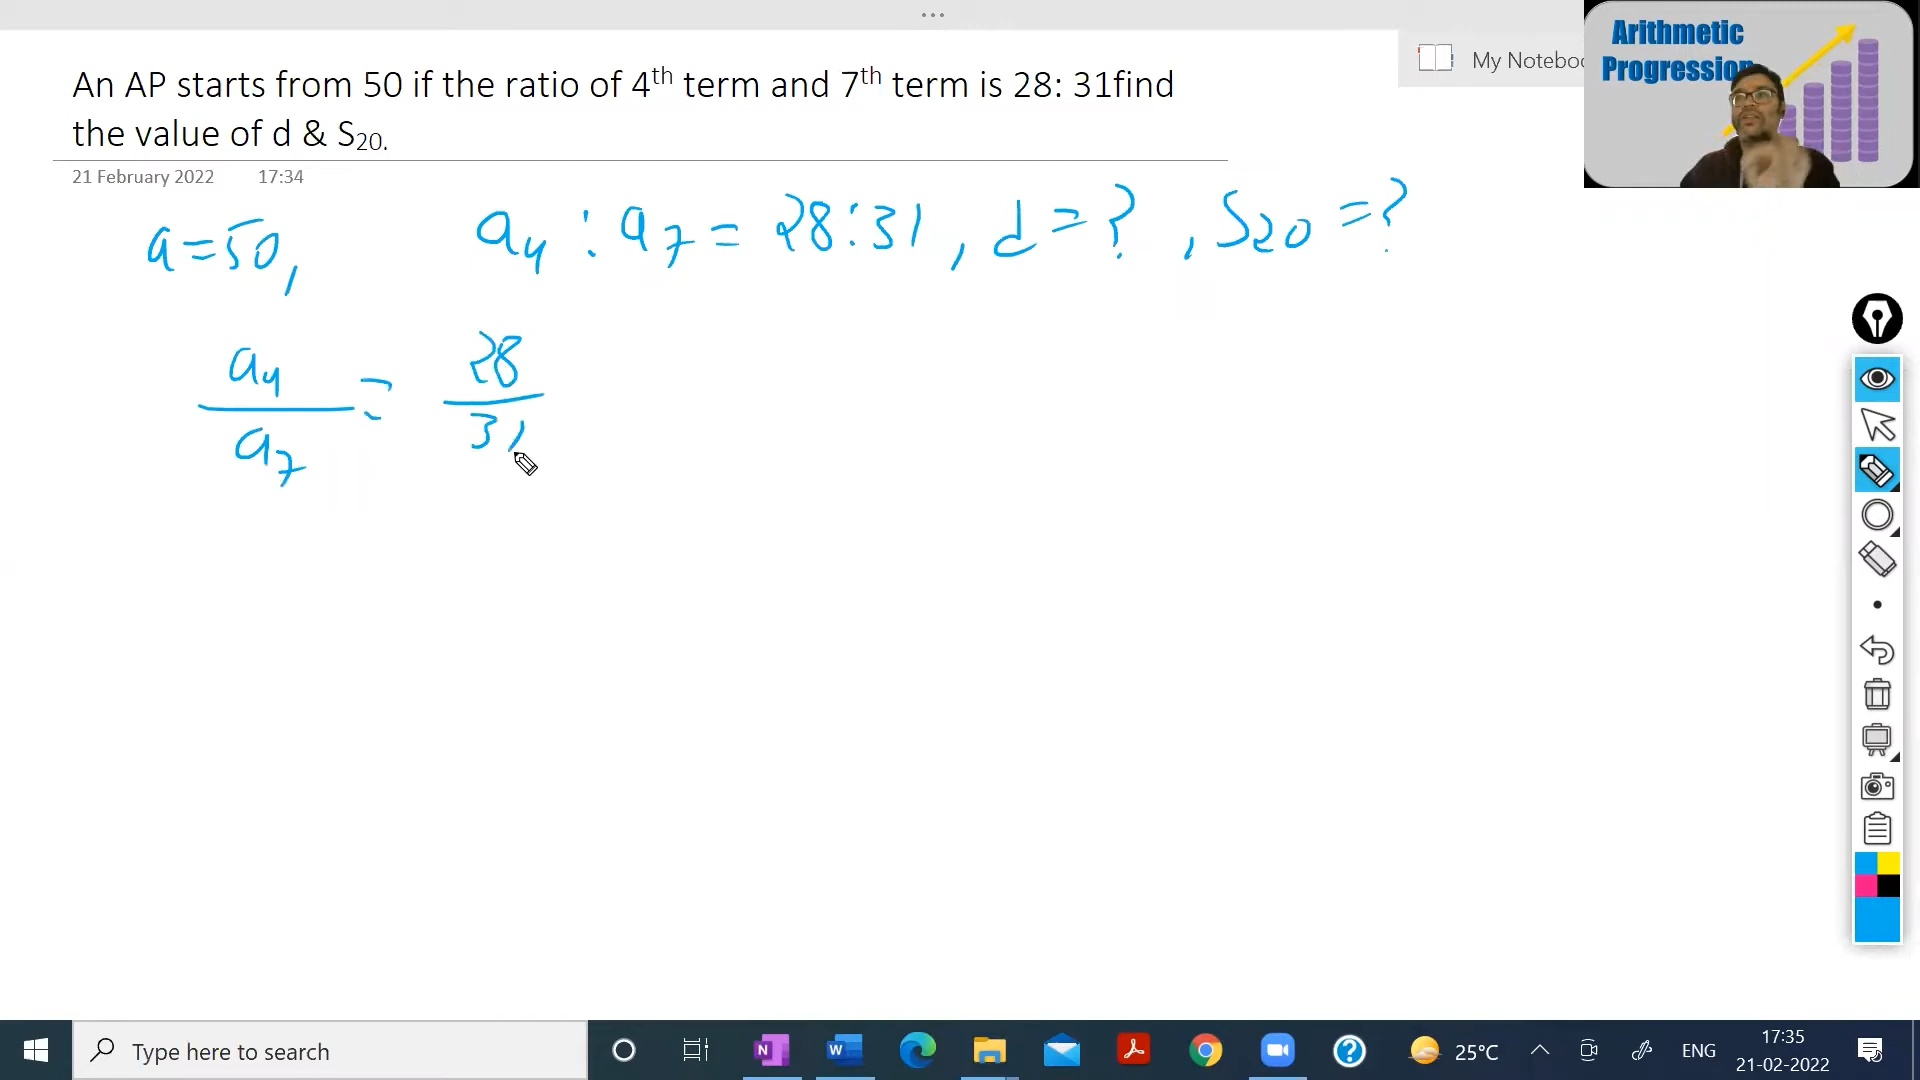 Arithmetic
Progression
My Notebo
An AP starts from 50 if the ratio of 4th term and 7th term is 28: 31find
the value of d & S20.
21 February 2022 17:34
a=50, a4 : a7 = 28:31, d=? , S20 =?
a4/a7 = 28/31
Type here to search
25°C
ENG
17:35
21-02-2022